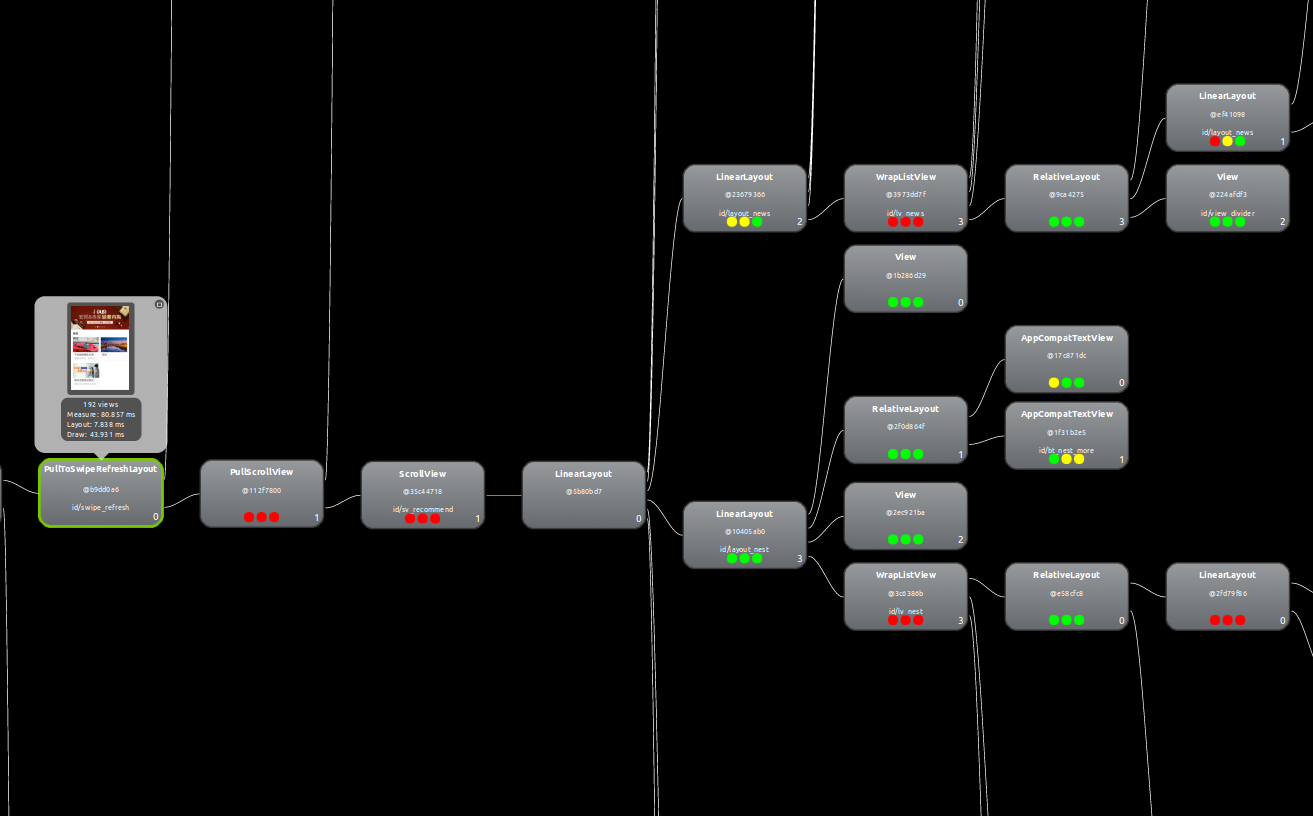 LinearLayout
@ef41098
id/layout_news
1
LinearLayout
@23679366
id/layout_news
2
WrapListView
@3973dd7f
id/lv_news
3
RelativeLayout
@9ca4275
3
View
@224afdf3
id/view_divider
2
View
@1b286d29
0
192 views
Measure: 80.857 ms
Layout: 7.838 ms
Draw: 43.931 ms
AppCompatTextView
@17c871dc
0
RelativeLayout
@2f0d864f
1
AppCompatTextView
@1f31b2e5
id/bt_nest_more
1
PullToSwipeRefreshLayout
@b9dd0a6
id/swipe_refresh
0
PullScrollView
@112f7800
1
ScrollView
@35c44718
id/sv_recommend
1
LinearLayout
@5b80bd7
0
LinearLayout
@10405ab0
id/layout_nest
3
View
@2ec921ba
2
WrapListView
@3c6386b
id/lv_nest
3
RelativeLayout
@e58cfc8
0
LinearLayout
@2fd79f86
0